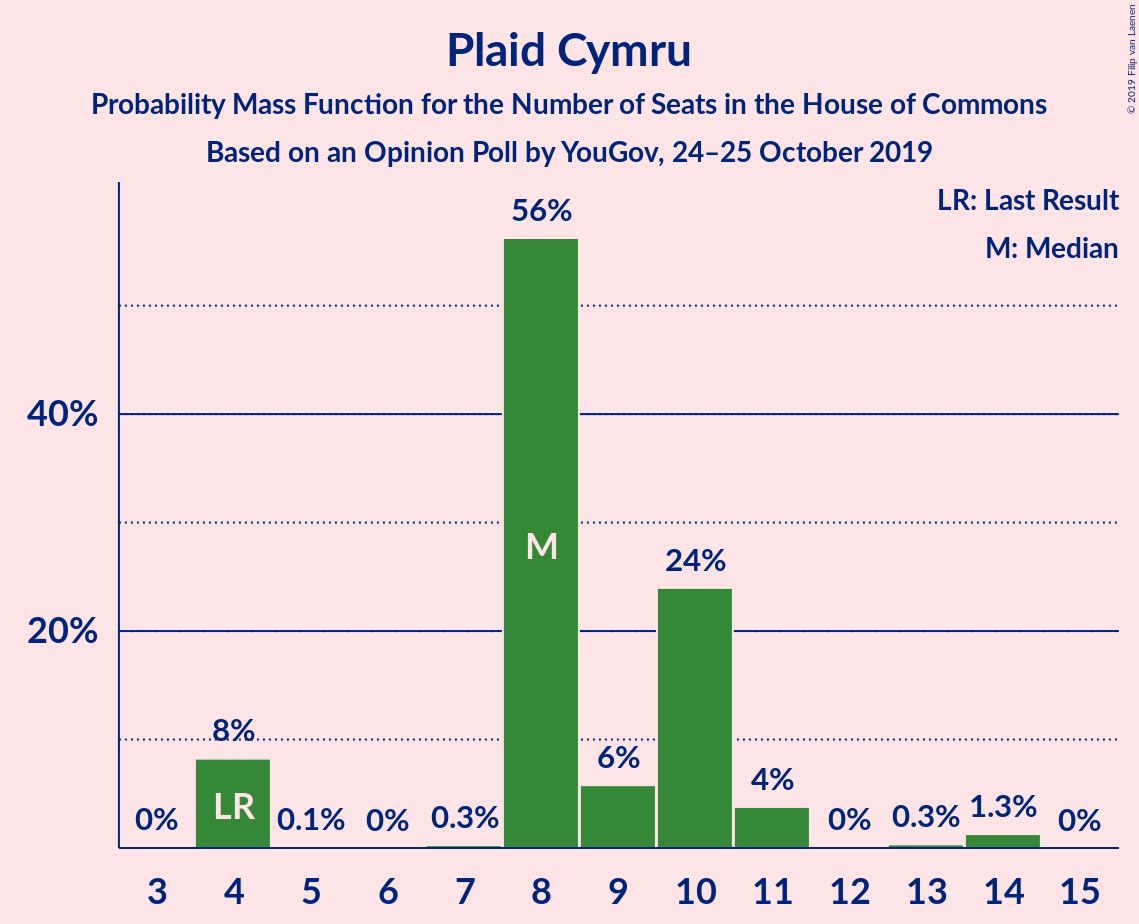 Plaid Cymru
Probability Mass Function for the Number of Seats in the House of Commons
Based on an Opinion Poll by YouGov, 24–25 October 2019
© 2019 Filip van Laenen
LR: Last Result
M: Median
40%
20%
0%
8%
0.1%
0%
0.3%
56%
6%
24%
4%
0%
0.3%
1.3%
0%
LR
M
3 4 5 6 7 8 9 10 11 12 13 14 15